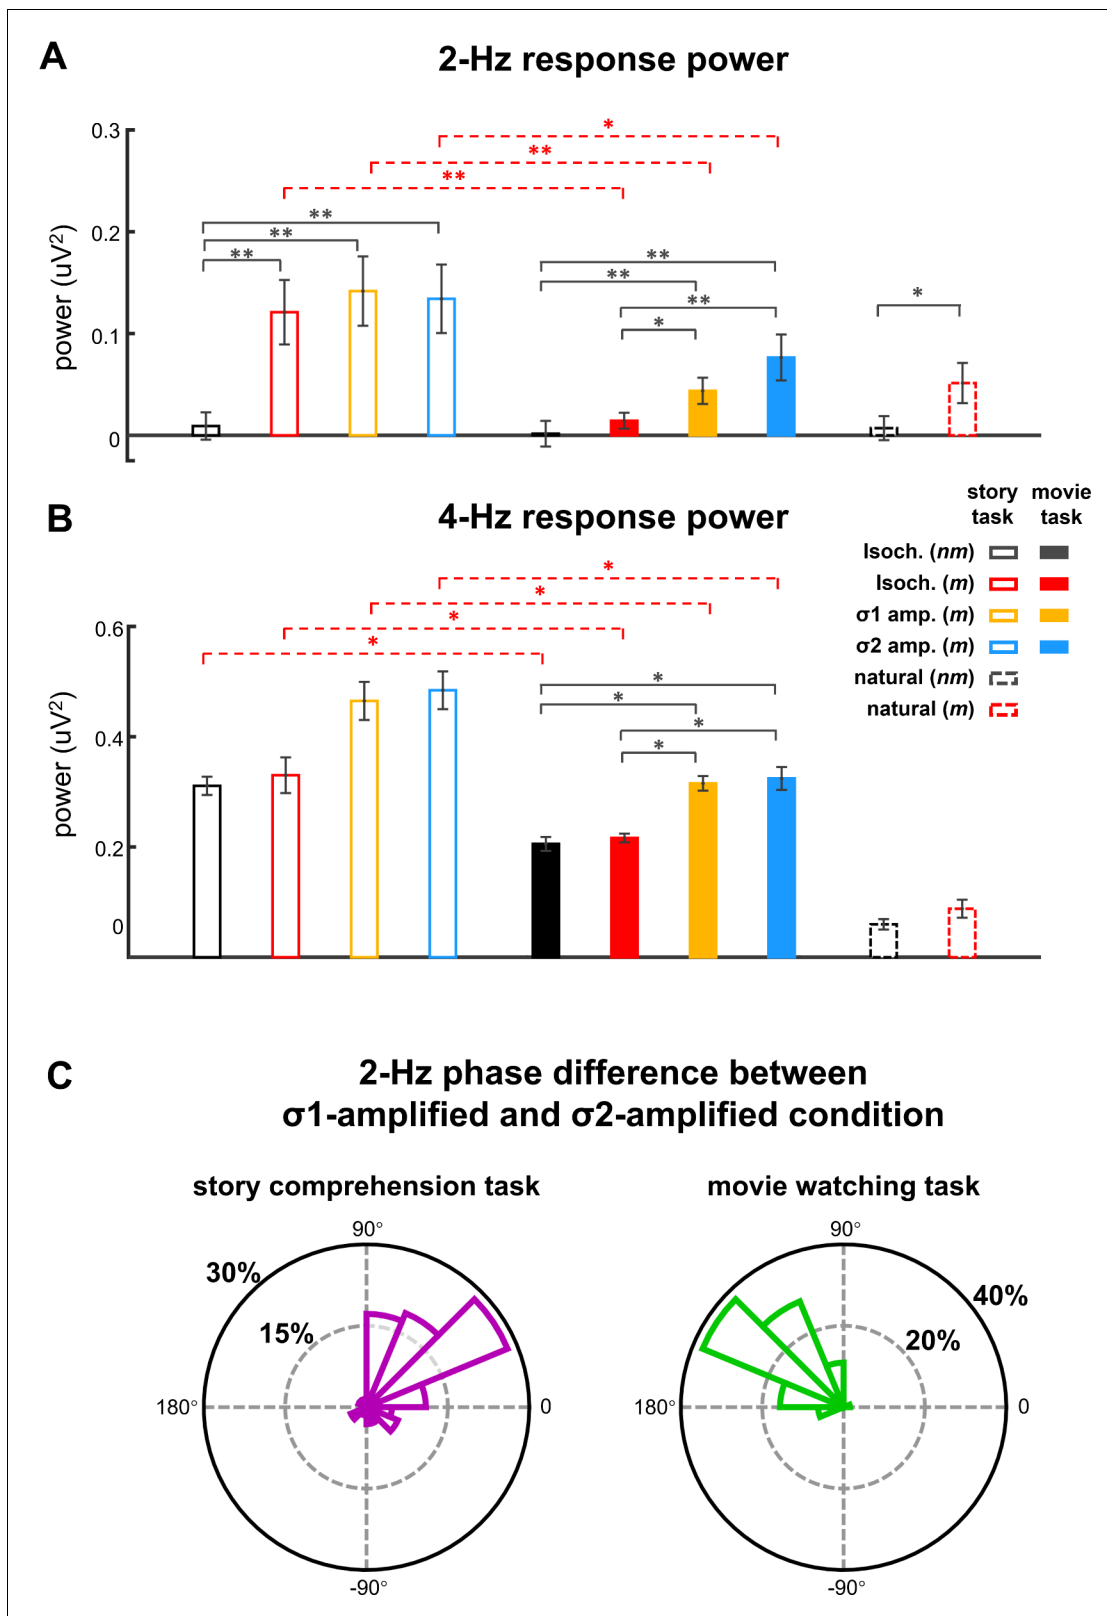 A
2-Hz response power
0.3
0.2
0.1
0
power (uV²)
*
**
**
**
**
**
**
**
**
*
*
B
4-Hz response power
story task
movie task
Isoch. (nm)
Isoch. (m)
σ1 amp. (m)
σ2 amp. (m)
natural (nm)
natural (m)
0.6
0.4
0.2
0
power (uV²)
*
*
*
*
*
*
*
*
C
2-Hz phase difference between
σ1-amplified and σ2-amplified condition
story comprehension task
90°
30%
15%
180°
0
-90°
movie watching task
90°
40%
20%
180°
0
-90°